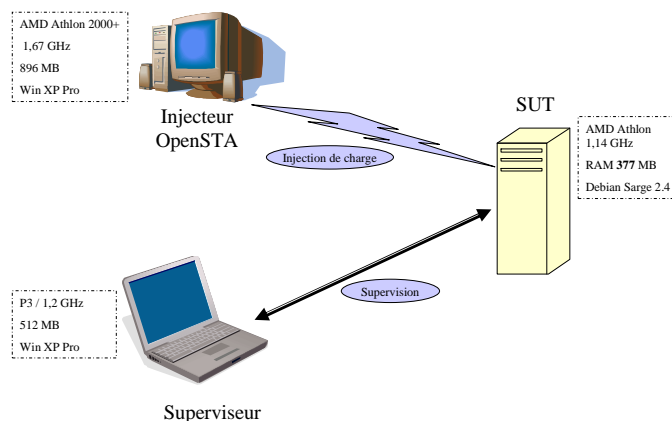 AMD Athlon 2000+
1,67 GHz
896 MB
Win XP Pro
Injecteur
OpenSTA
Injection de charge
SUT
AMD Athlon
1,14 GHz
RAM 377 MB
Debian Sarge 2.4
P3 / 1,2 GHz
512 MB
Win XP Pro
Supervision
Superviseur